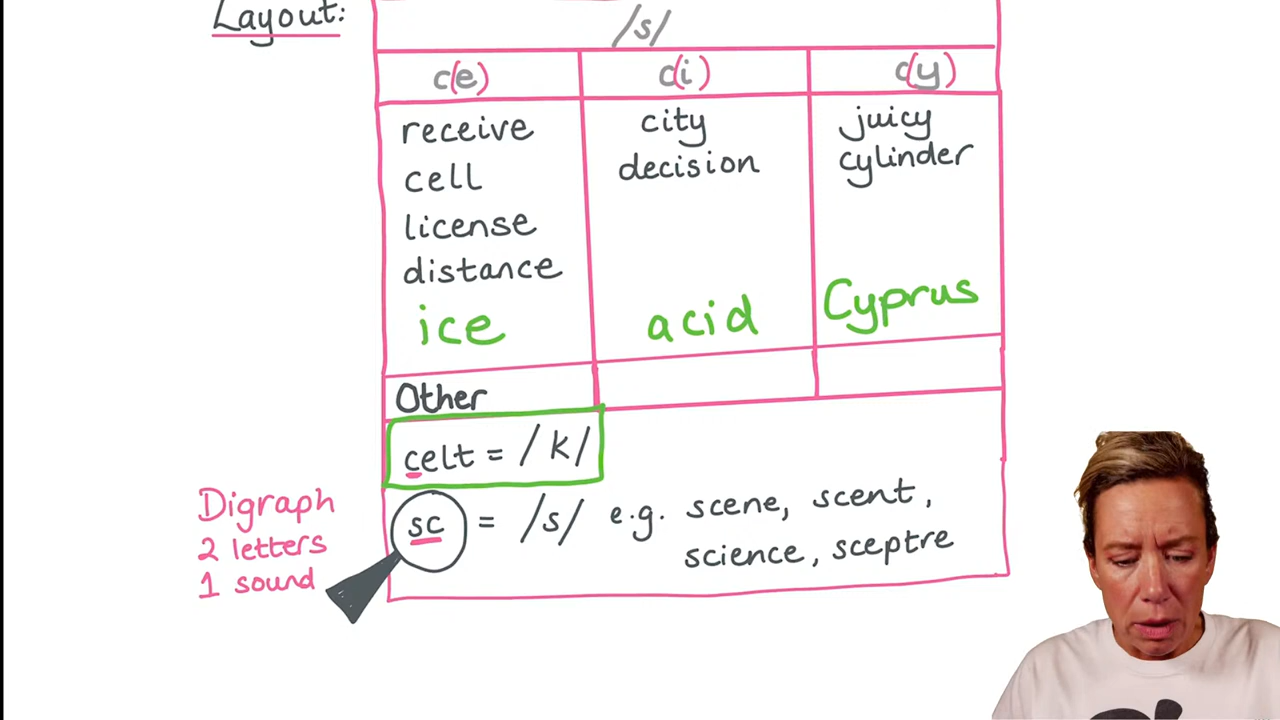 Layout:
/s/
c(e) c(i) c(y)
receive city juicy
cell decision cylinder
license
distance
ice acid Cyprus
Other
celt = /k/
Digraph
2 letters
1 sound
sc = /s/ e.g. scene, scent,
science, sceptre